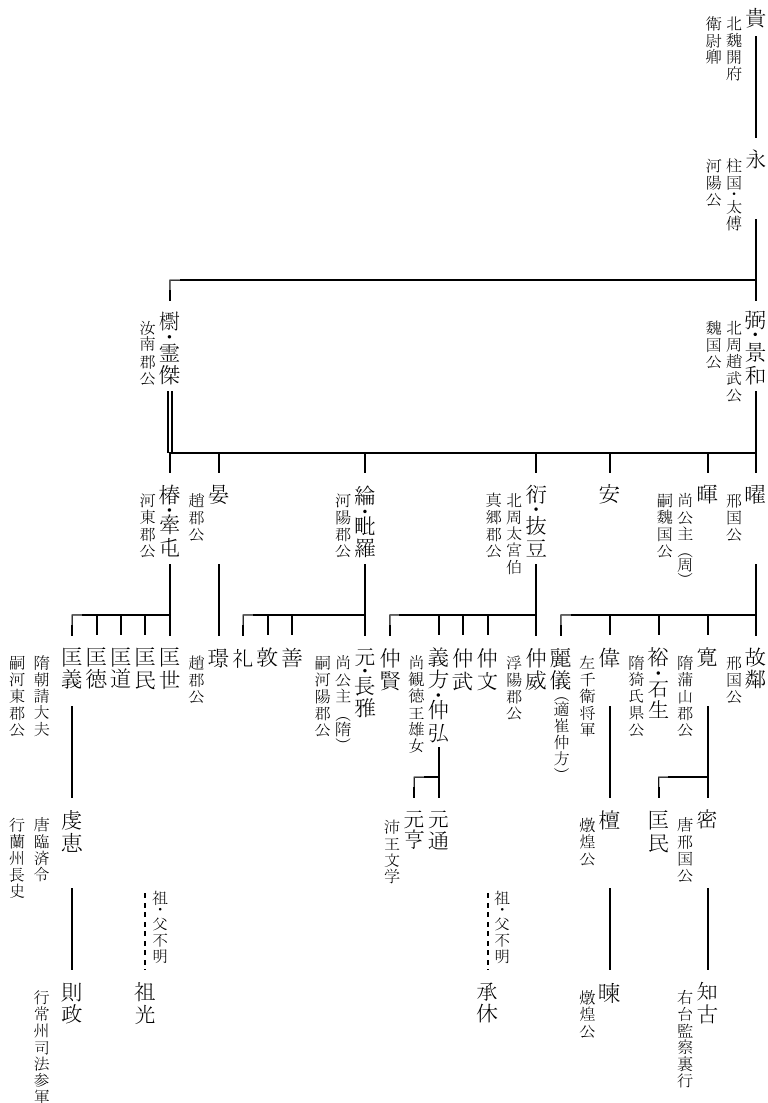 貴
北魏開府
衛尉卿
永
柱国・太傅
河陽公
弼・景和
北周趙武公
魏国公
檦・霊傑
汝南郡公
曜
邢国公
暉
尚公主(周)
嗣魏国公
安
衍・抜豆
北周太宮伯
真郷郡公
綸・毗羅
河陽郡公
晏
趙郡公
椿・牽屯
河東郡公
故鄰
邢国公
寛
隋蒲山郡公
裕・石生
隋猗氏県公
偉
左千衛将軍
麗儀(適崔仲方)
仲威
浮陽郡公
仲文
仲武
義方・仲弘
尚観徳王雄女
仲賢
元・長雅
尚公主(隋)
嗣河陽郡公
善
敦
礼
璟
趙郡公
匡世
匡民
匡道
匡徳
匡義
隋朝請大夫
嗣河東郡公
密
唐邢国公
匡民
檀
燉煌公
元通
元亨
沛王文学
虔恵
唐臨済令
行蘭州長史
知古
右台監察裏行
暕
燉煌公
祖・父不明
承休
祖・父不明
祖光
則政
行常州司法参軍